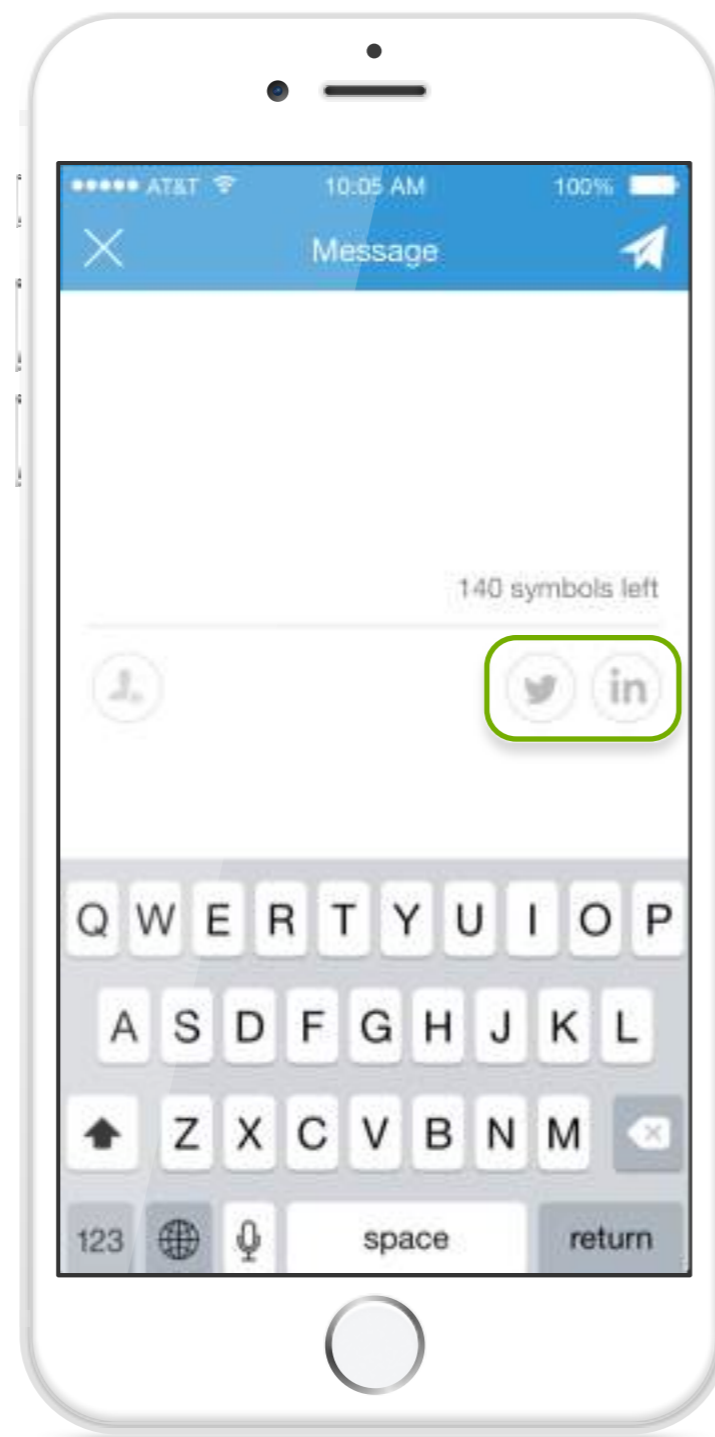 AT&T 10:05 AM 100%
Message
140 symbols left
in
Q W E R T Y U I O P
A S D F G H J K L
Z X C V B N M
123 space return